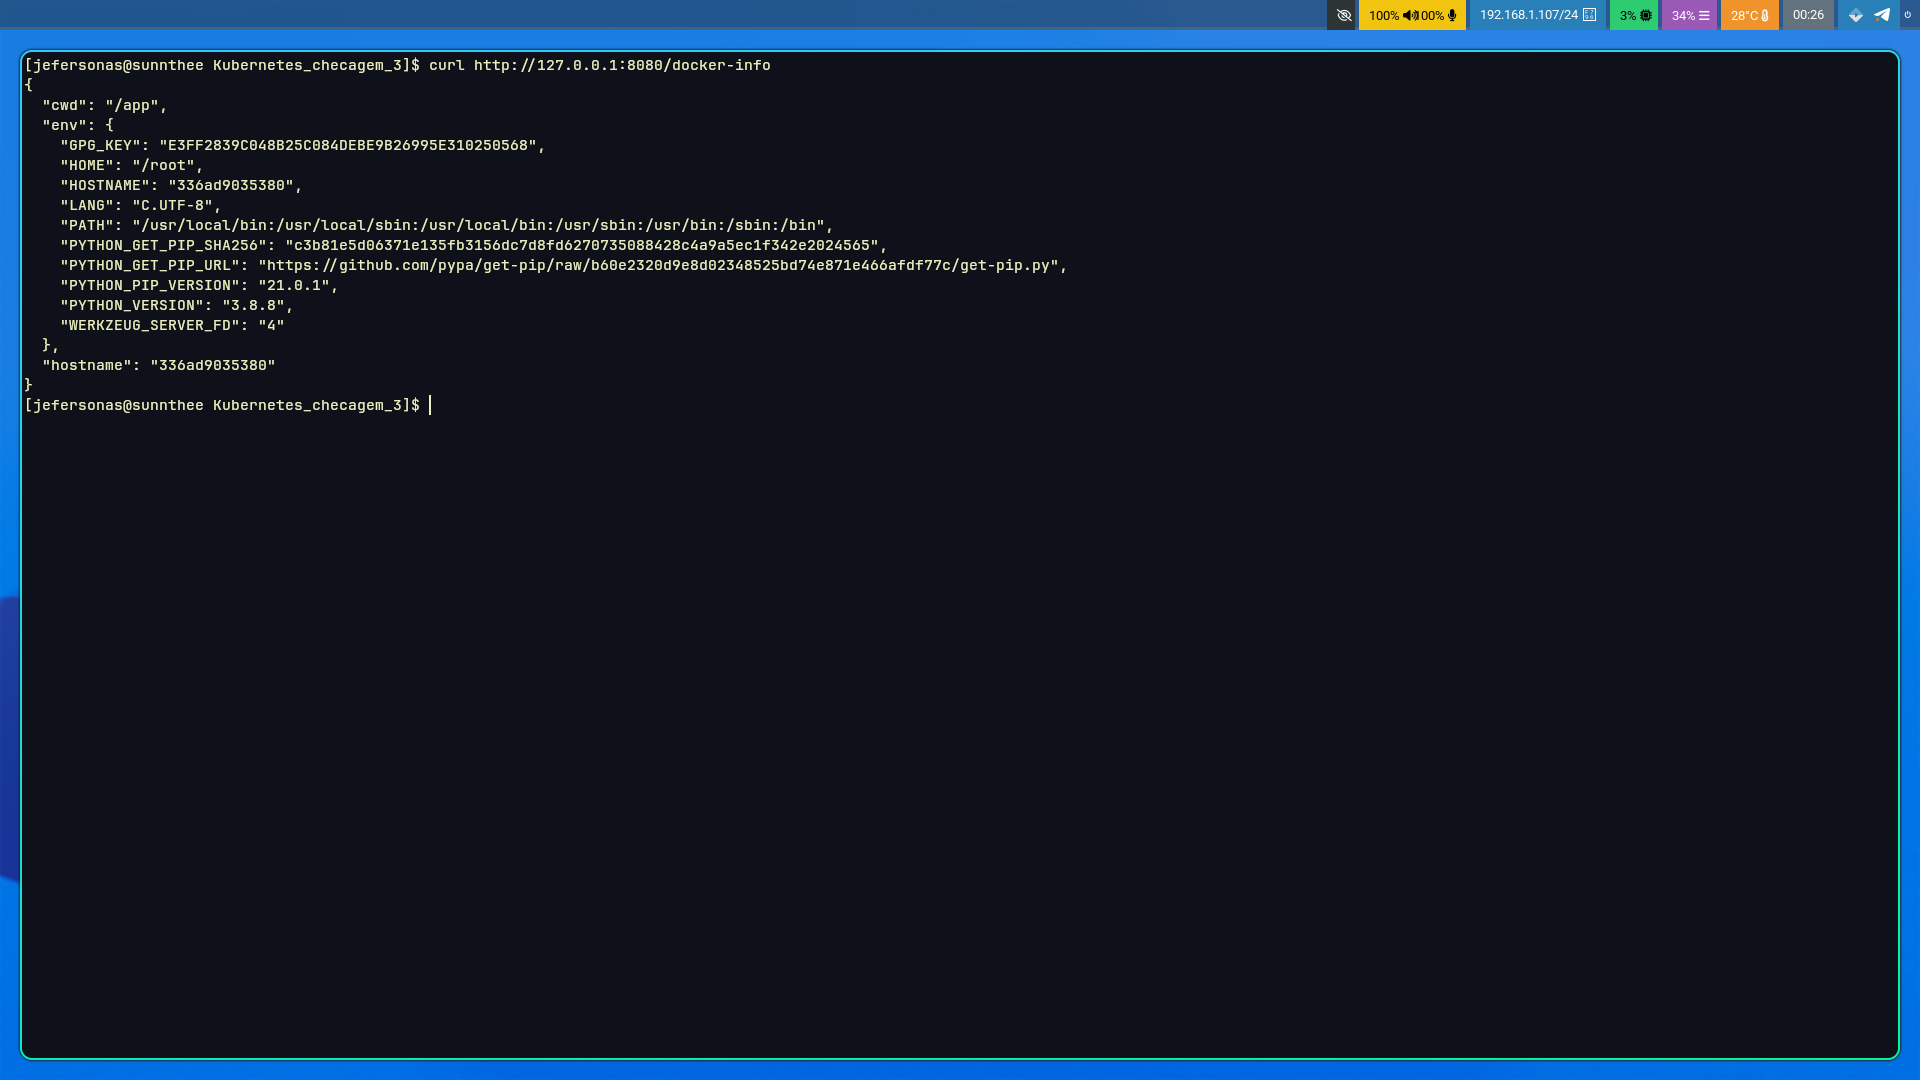 100% 100% 192.168.1.107/24 3% 34% 28°C 00:26
[jefersonas@sunnthee Kubernetes_checagem_3]$ curl http://127.0.0.1:8080/docker-info
{
  "cwd": "/app",
  "env": {
    "GPG_KEY": "E3FF2839C048B25C084DEBE9B26995E310250568",
    "HOME": "/root",
    "HOSTNAME": "336ad9035380",
    "LANG": "C.UTF-8",
    "PATH": "/usr/local/bin:/usr/local/sbin:/usr/local/bin:/usr/sbin:/usr/bin:/sbin:/bin",
    "PYTHON_GET_PIP_SHA256": "c3b81e5d06371e135fb3156dc7d8fd6270735088428c4a9a5ec1f342e2024565",
    "PYTHON_GET_PIP_URL": "https://github.com/pypa/get-pip/raw/b60e2320d9e8d02348525bd74e871e466afdf77c/get-pip.py",
    "PYTHON_PIP_VERSION": "21.0.1",
    "PYTHON_VERSION": "3.8.8",
    "WERKZEUG_SERVER_FD": "4"
  },
  "hostname": "336ad9035380"
}
[jefersonas@sunnthee Kubernetes_checagem_3]$